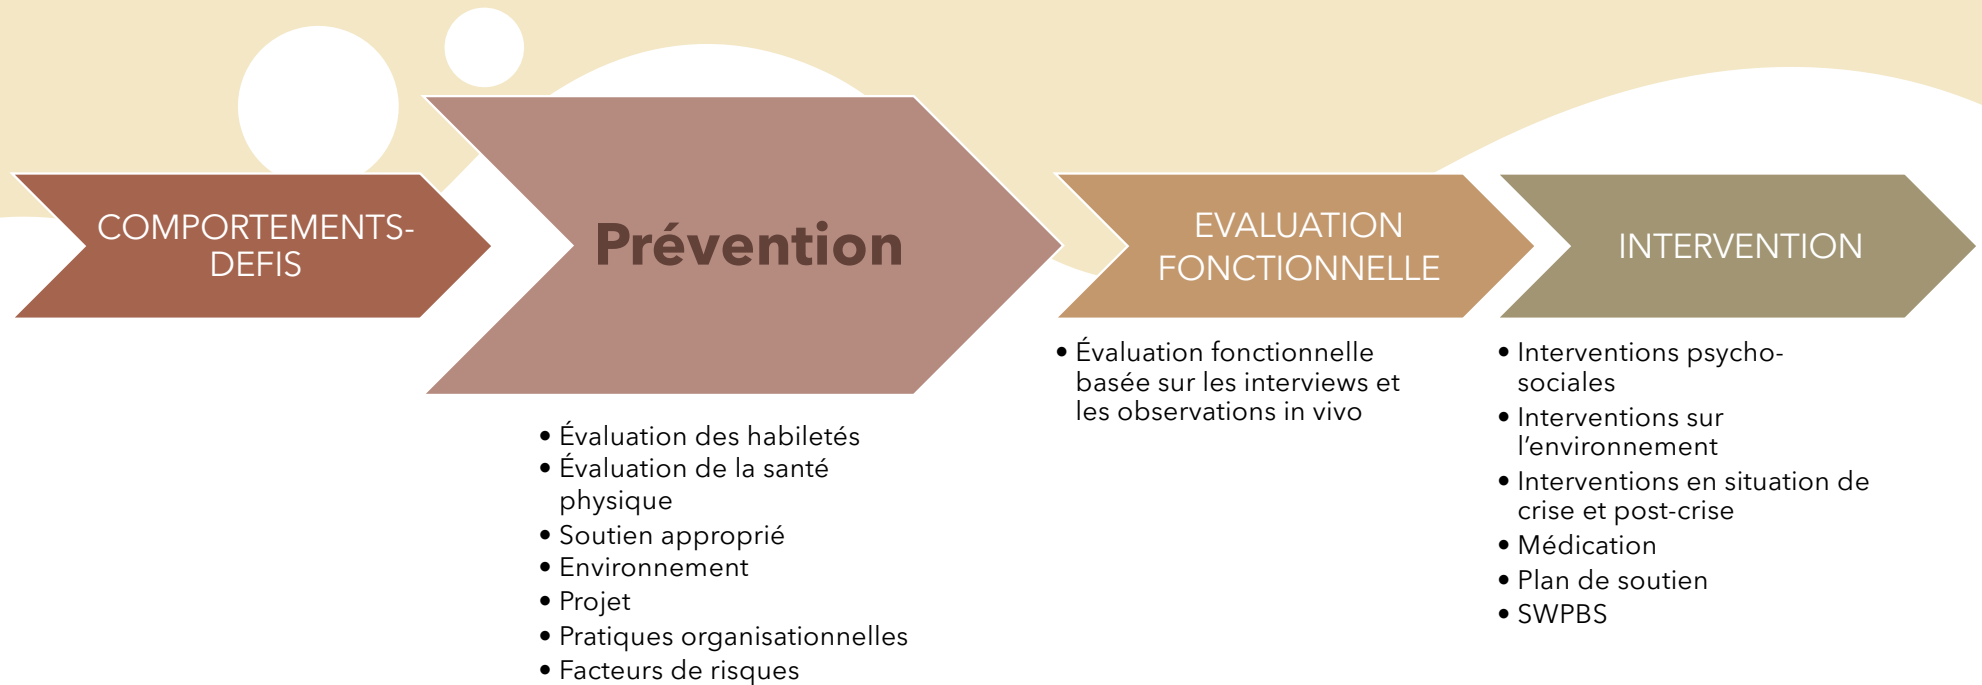 COMPORTEMENTS-
DEFIS
Prévention
• Évaluation des habiletés
• Évaluation de la santé
physique
• Soutien approprié
• Environnement
• Projet
• Pratiques organisationnelles
• Facteurs de risques
EVALUATION
FONCTIONNELLE
• Évaluation fonctionnelle
basée sur les interviews et
les observations in vivo
INTERVENTION
• Interventions psycho-
sociales
• Interventions sur
l’environnement
• Interventions en situation de
crise et post-crise
• Médication
• Plan de soutien
• SWPBS